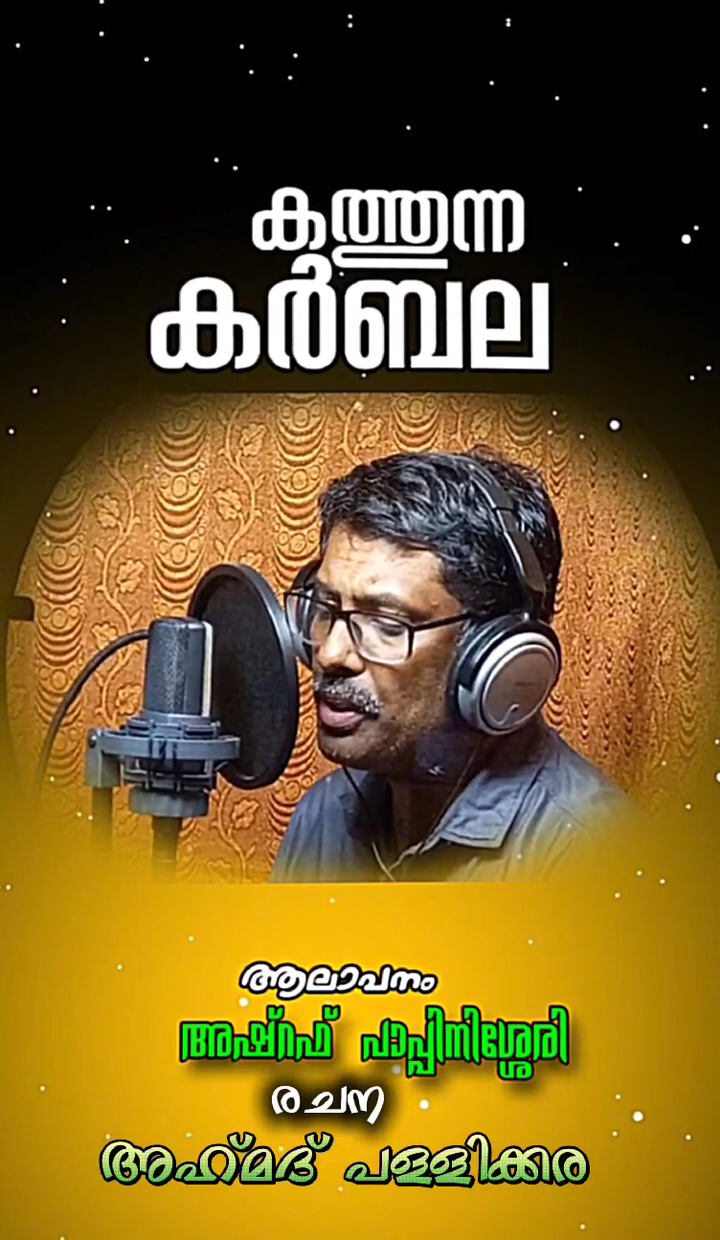 കത്തുന്ന
കർബല
ആലാപനം
അഷ്റഫ് പാപ്പിനിശ്ശേരി
രചന
അഹ്മദ് പള്ളിക്കര